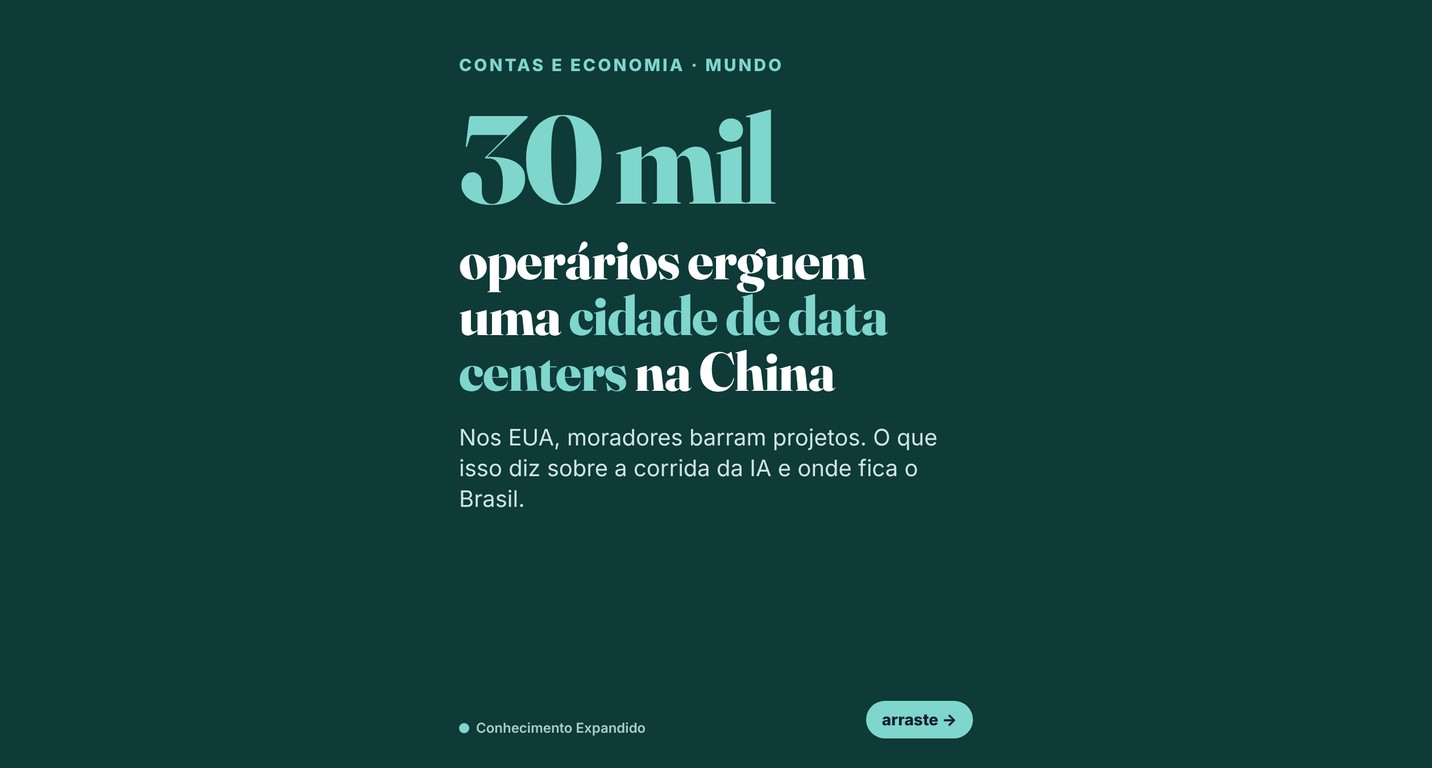 CONTAS E ECONOMIA · MUNDO
30 mil
operários erguem
uma cidade de data
centers na China
Nos EUA, moradores barram projetos. O que
isso diz sobre a corrida da IA e onde fica o
Brasil.
Conhecimento Expandido
arraste →